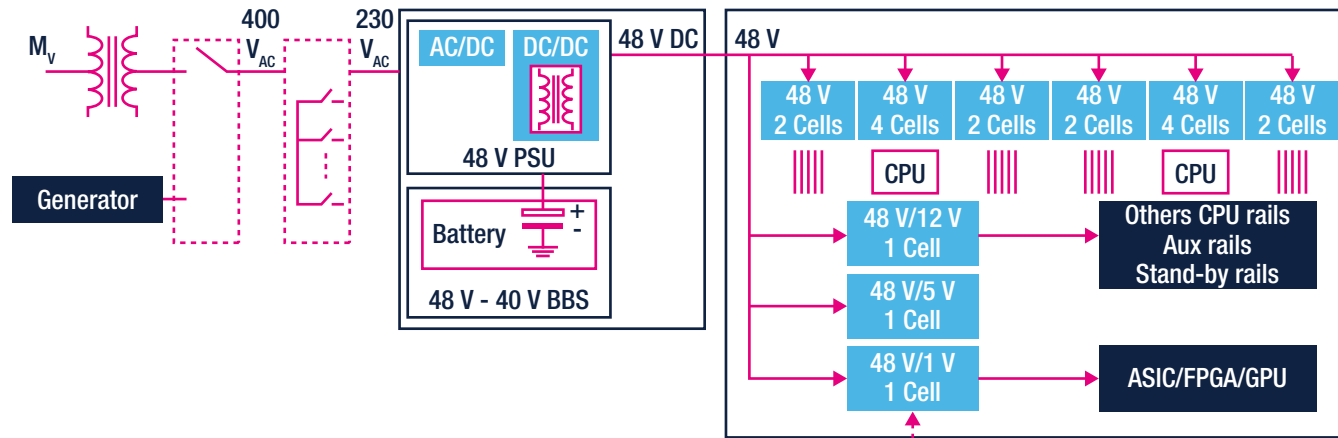 M_V
400
V_AC
230
V_AC
Generator
AC/DC
DC/DC
48 V PSU
Battery
+
-
48 V - 40 V BBS
48 V DC
48 V
48 V
2 Cells
48 V
4 Cells
48 V
2 Cells
48 V
2 Cells
48 V
4 Cells
48 V
2 Cells
CPU
CPU
48 V/12 V
1 Cell
Others CPU rails
Aux rails
Stand-by rails
48 V/5 V
1 Cell
48 V/1 V
1 Cell
ASIC/FPGA/GPU